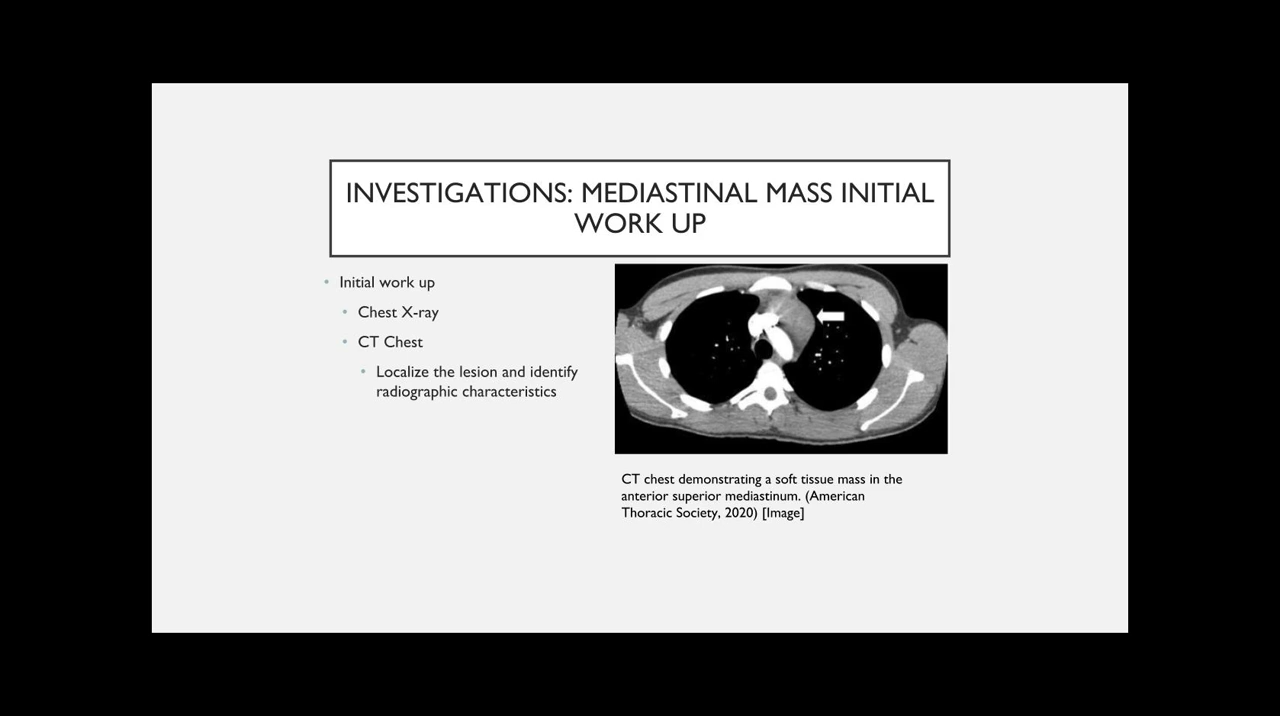 INVESTIGATIONS: MEDIASTINAL MASS INITIAL
WORK UP
Initial work up
Chest X-ray
CT Chest
Localize the lesion and identify
radiographic characteristics
CT chest demonstrating a soft tissue mass in the
anterior superior mediastinum. (American
Thoracic Society, 2020) [Image]